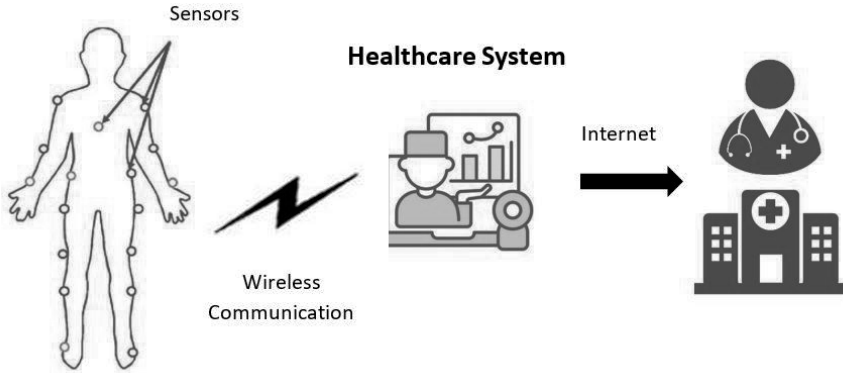 Sensors
Healthcare System
Internet
Wireless
Communication